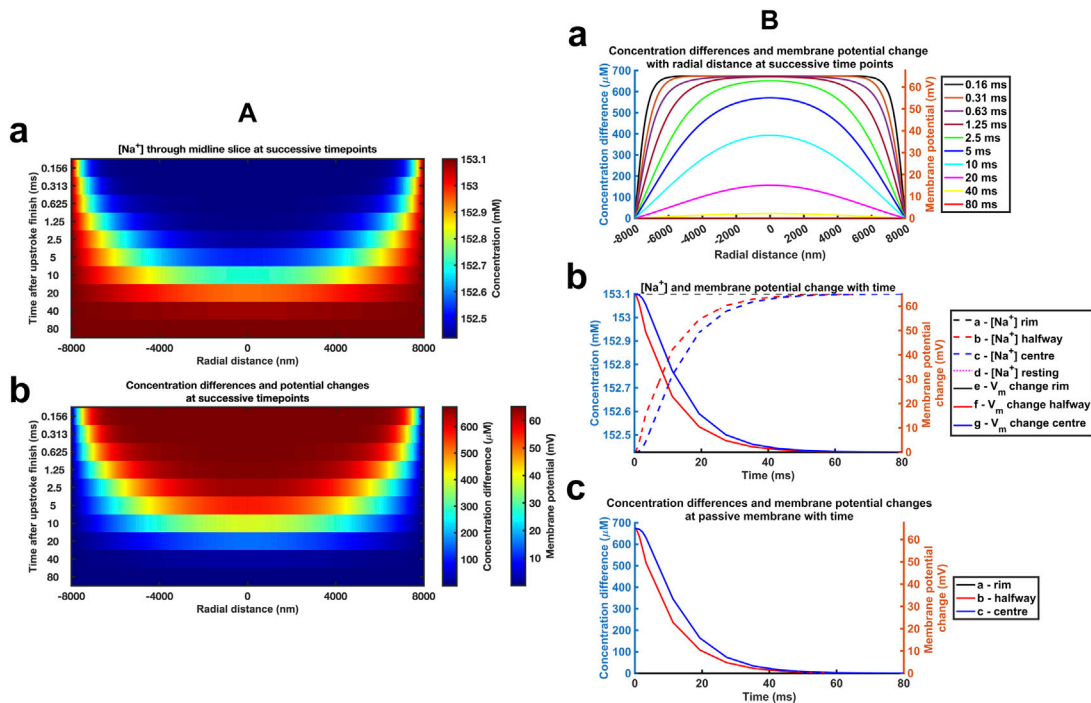 A
a
[Na⁺] through midline slice at successive timepoints
Time after upstroke finish (ms)
0.156
0.313
0.625
1.25
2.5
5
10
20
40
80
-8000
-4000
0
4000
8000
Radial distance (nm)
153.1
153
152.9
152.8
152.7
152.6
152.5
Concentration (mM)
b
Concentration differences and potential changes
at successive timepoints
Time after upstroke finish (ms)
0.156
0.313
0.625
1.25
2.5
5
10
20
40
80
-8000
-4000
0
4000
8000
Radial distance (nm)
600
500
400
300
200
100
Concentration difference (μM)
60
50
40
30
20
10
Membrane potential (mV)
B
a
Concentration differences and membrane potential change
with radial distance at successive time points
Concentration difference (μM)
700
600
500
400
300
200
100
0
-8000
-6000
-4000
-2000
0
2000
4000
6000
8000
Radial distance (nm)
60
50
40
30
20
10
0
Membrane potential (mV)
0.16 ms
0.31 ms
0.63 ms
1.25 ms
2.5 ms
5 ms
10 ms
20 ms
40 ms
80 ms
b
[Na⁺] and membrane potential change with time
Concentration (mM)
153.1
153
152.9
152.8
152.7
152.6
152.5
0
20
40
60
80
Time (ms)
60
50
40
30
20
10
0
Membrane potential
change (mV)
a - [Na⁺] rim
b - [Na⁺] halfway
c - [Na⁺] centre
d - [Na⁺] resting
e - Vₘ change rim
f - Vₘ change halfway
g - Vₘ change centre
c
Concentration differences and membrane potential changes
at passive membrane with time
Concentration difference (μM)
700
600
500
400
300
200
100
0
0
20
40
60
80
Time (ms)
60
50
40
30
20
10
0
Membrane potential
change (mV)
a - rim
b - halfway
c - centre